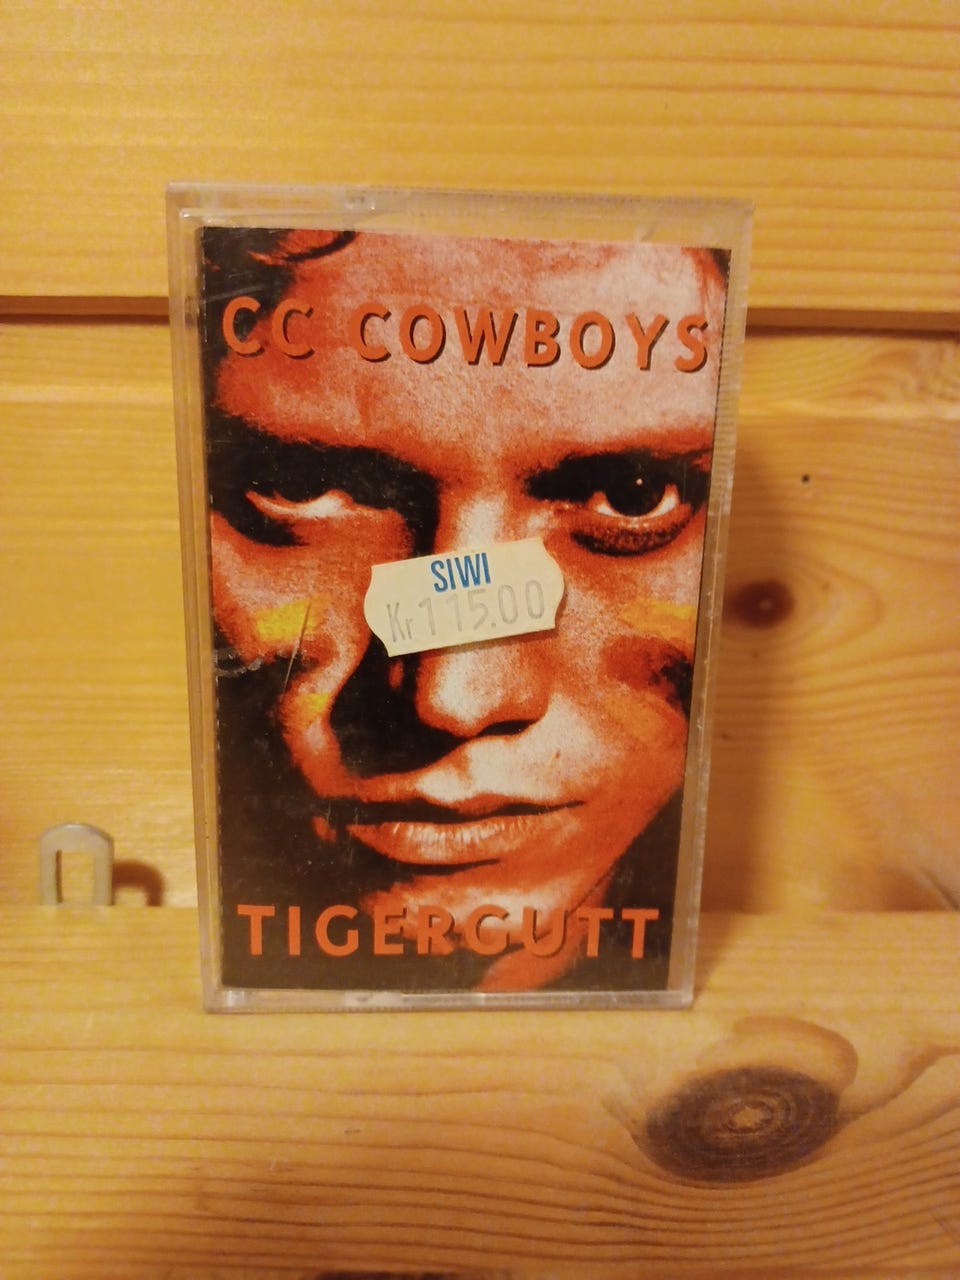 CC COWBOYS
SIWI
Kr 115.00
TIGERGUTT